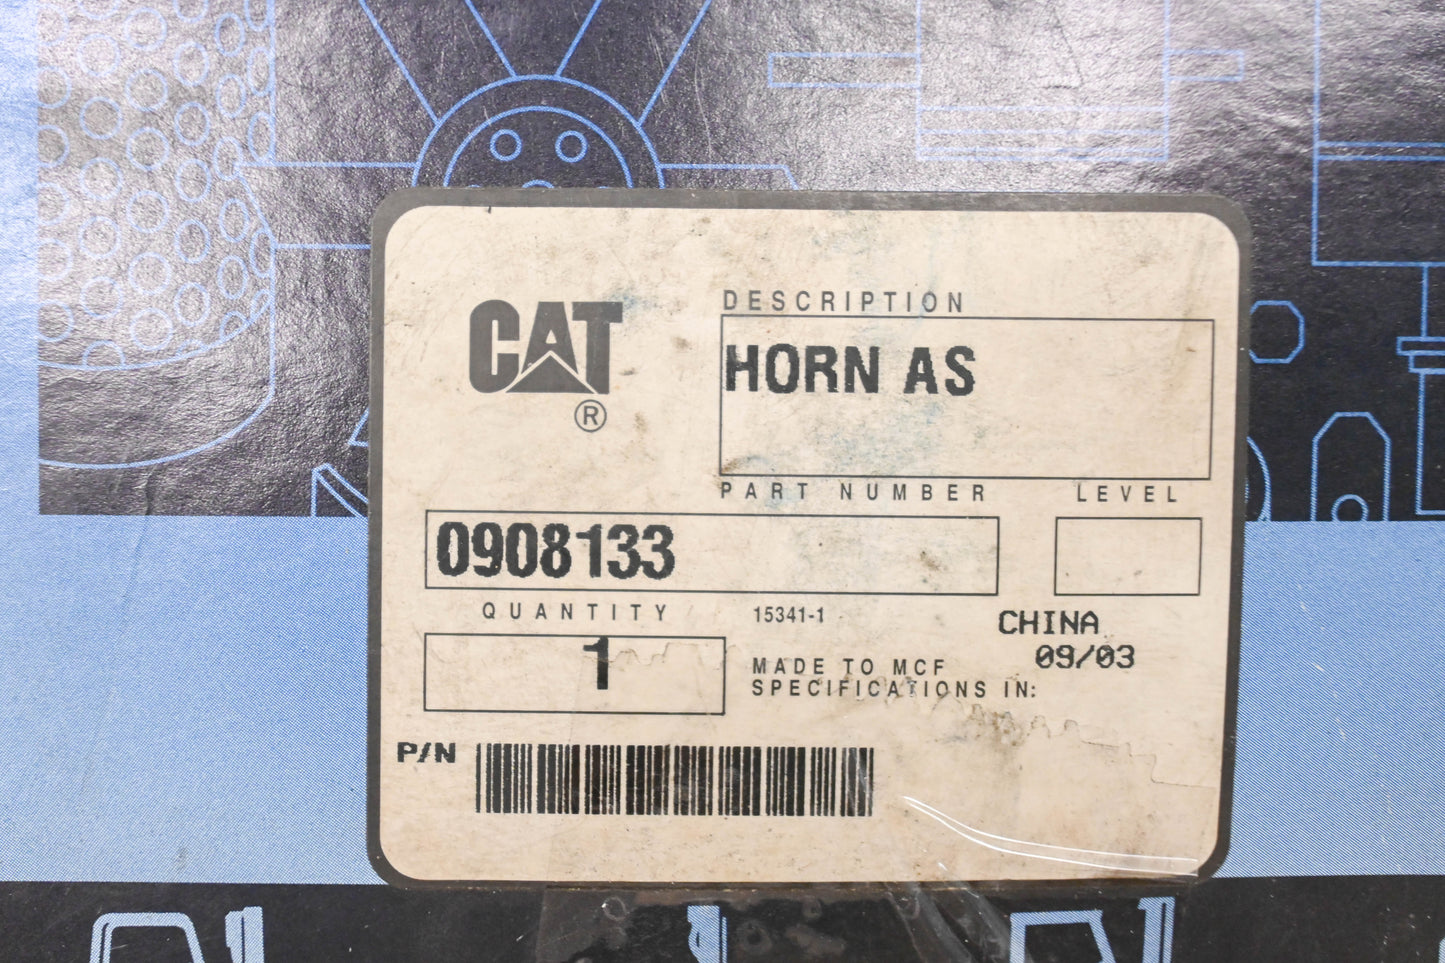 CAT
®
DESCRIPTION
HORN AS
PART NUMBER LEVEL
0908133
QUANTITY 15341-1
CHINA
09/03
1
MADE TO MCF
SPECIFICATIONS IN:
P/N